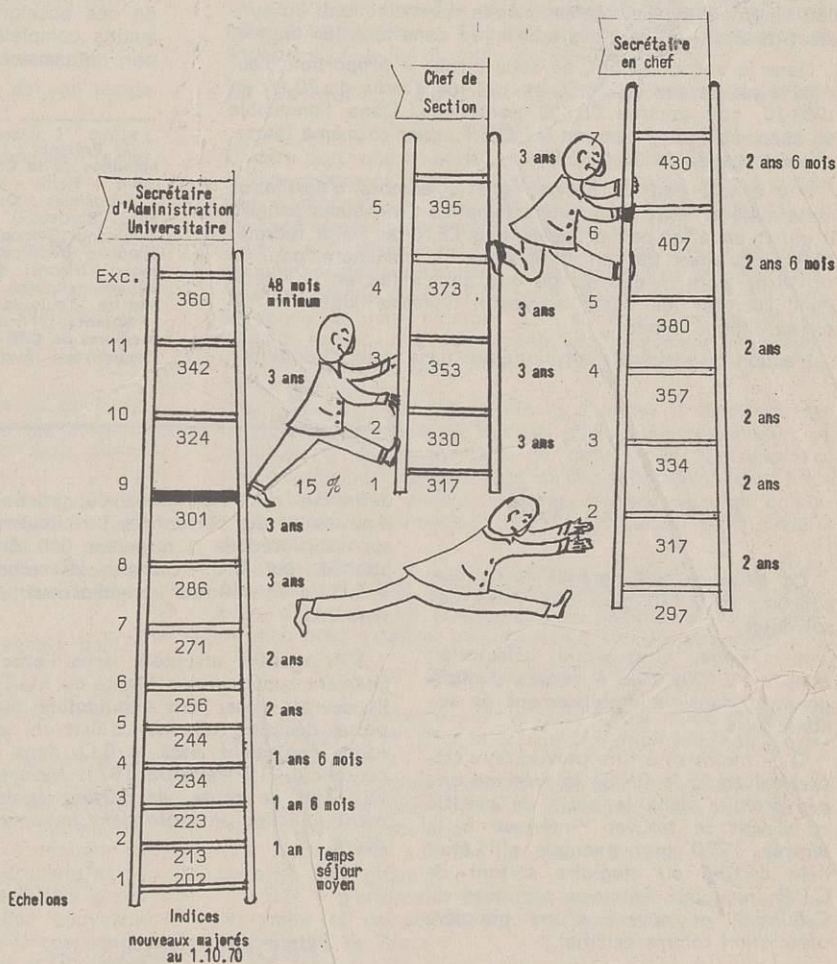 Secrétaire
d'Administration
Universitaire
Exc.
360
48 mois
minimum
11
342
3 ans
10
324
9
301
15 %
3 ans
8
286
3 ans
7
271
2 ans
6
256
2 ans
5
244
4
234
1 ans 6 mois
3
223
1 an 6 mois
2
213
1 an
1
202
Temps
séjour
moyen
Echelons
Indices
nouveaux majorés
au 1.10.70
Chef de
Section
5
395
3 ans
4
373
3 ans
3
353
3 ans
2
330
3 ans
1
317
Secrétaire
en chef
7
430
2 ans 6 mois
6
407
2 ans 6 mois
5
380
2 ans
4
357
2 ans
3
334
2 ans
2
317
2 ans
297